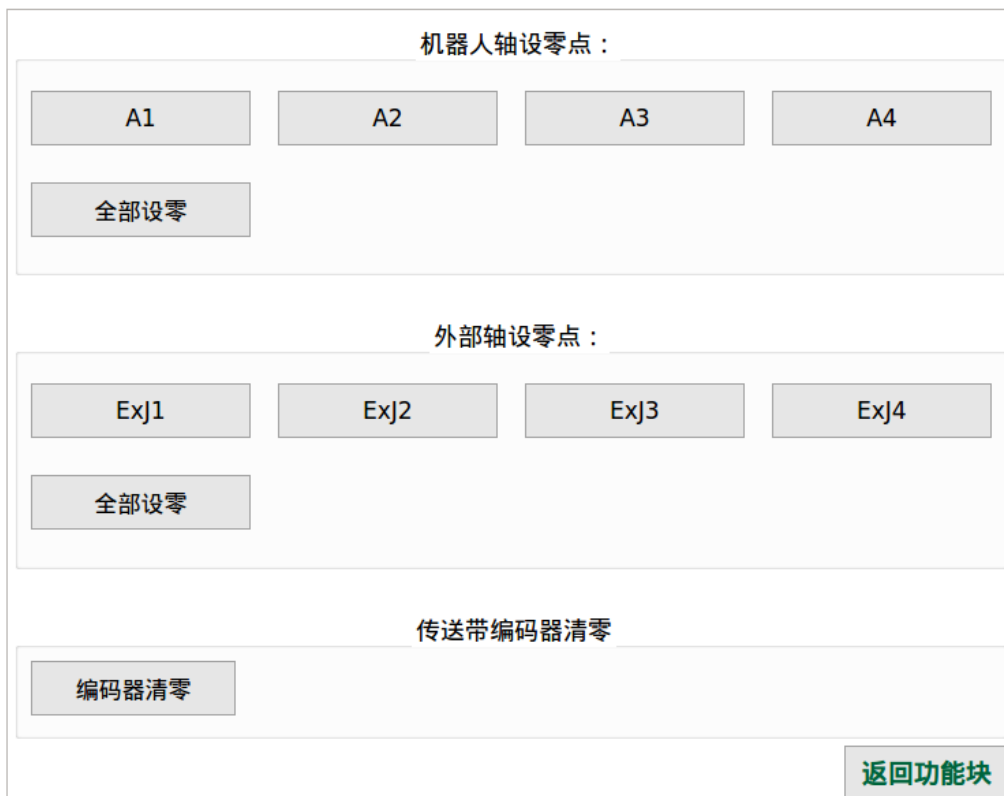 机器人轴设零点：
A1 A2 A3 A4
全部设零
外部轴设零点：
ExJ1 ExJ2 ExJ3 ExJ4
全部设零
传送带编码器清零
编码器清零
返回功能块